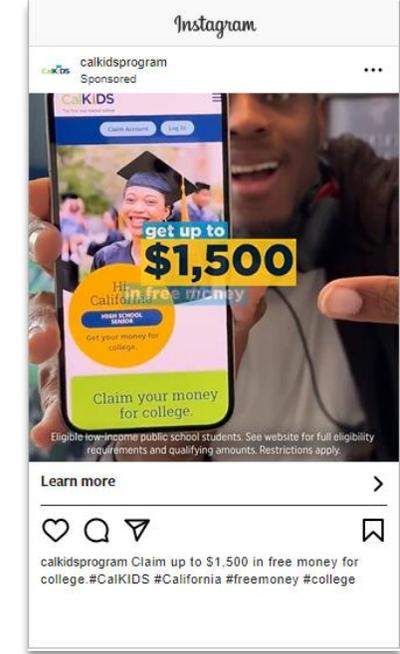 Instagram
CalKIDS
calkidsprogram
Sponsored
CalKIDS
Claim Account
Log In
get up to
$1,500
in free money
Hi,
California
HIGH SCHOOL
SENIOR
Get your money for
college.
Claim your money
for college.
Eligible low-income public school students. See website for full eligibility
requirements and qualifying amounts. Restrictions apply.
Learn more
calkidsprogram Claim up to $1,500 in free money for
college.#CalKIDS #California #freemoney #college